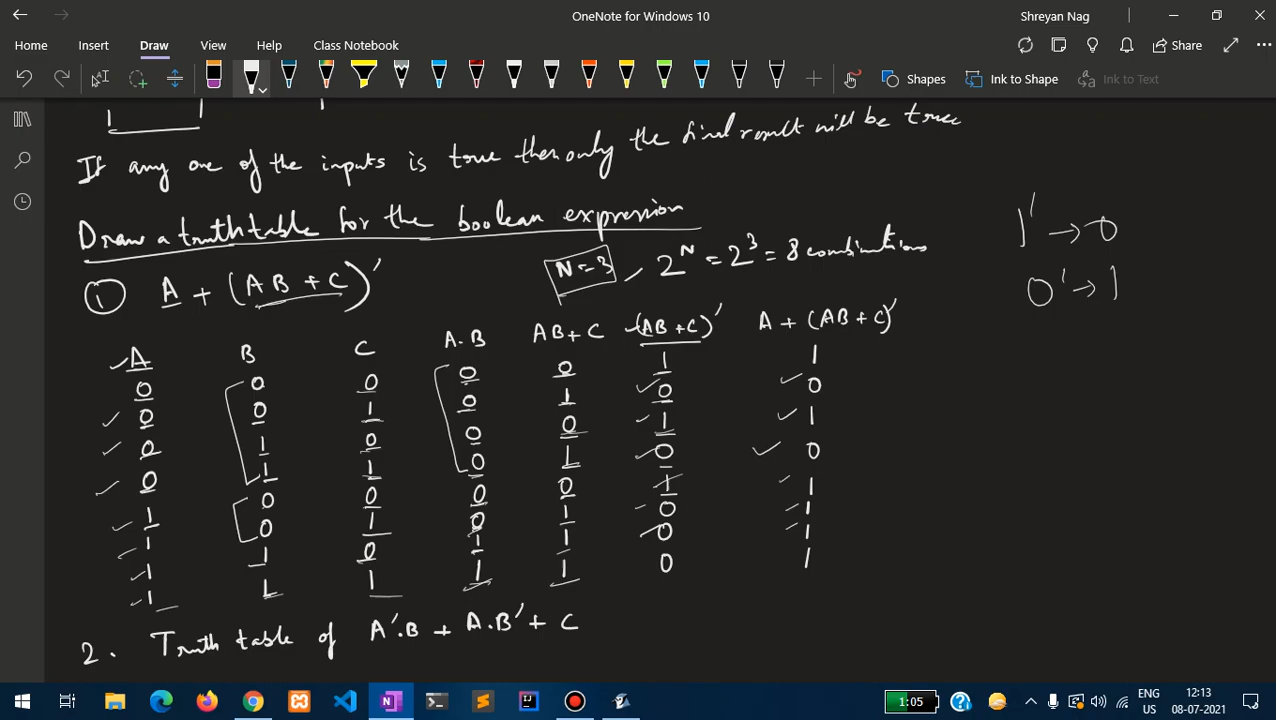 OneNote for Windows 10
Shreyan Nag
Home Insert Draw View Help Class Notebook Share
Shapes Ink to Shape Ink to Text
If any one of the inputs is true then only the final result will be true
Draw a truth table for the boolean expression
1' → 0
N = 3, 2^N = 2^3 = 8 combinations
① A + (AB + C)'
0' → 1
A B C A.B AB + C (AB + C)' A + (AB + C)'
0 0 0 0 0 1 1
0 0 1 0 1 0 0
0 1 0 0 0 1 1
0 1 1 0 1 0 0
1 0 0 0 0 1 1
1 0 1 0 1 0 1
1 1 0 1 1 0 1
1 1 1 1 1 0 1
2. Truth table of A'.B + A.B' + C
1:05
ENG 12:13
US 08-07-2021